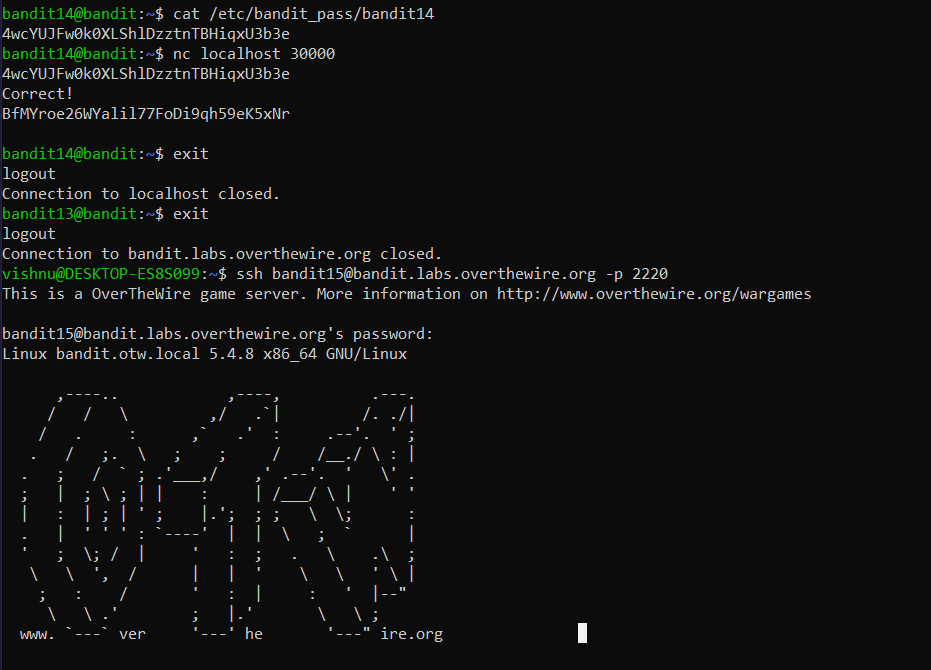 bandit14@bandit:~$ cat /etc/bandit_pass/bandit14
4wcYUJFw0k0XLShlDzztnTBHiqxU3b3e
bandit14@bandit:~$ nc localhost 30000
4wcYUJFw0k0XLShlDzztnTBHiqxU3b3e
Correct!
BfMYroe26WYalil77FoDi9qh59eK5xNr

bandit14@bandit:~$ exit
logout
Connection to localhost closed.
bandit13@bandit:~$ exit
logout
Connection to bandit.labs.overthewire.org closed.
vishnu@DESKTOP-ES8S099:~$ ssh bandit15@bandit.labs.overthewire.org -p 2220
This is a OverTheWire game server. More information on http://www.overthewire.org/wargames

bandit15@bandit.labs.overthewire.org's password:
Linux bandit.otw.local 5.4.8 x86_64 GNU/Linux

      ,----..            ,----,          .---.
     /   /   \         ,/   .`|         /. ./|
    /   .     :      ,`   .'  :     .--'.  ' ;
   .   /   ;.  \   ;    ;     /    /__./ \ : |
  .   ;   /  ` ; .'___,/    ,' .--'.  '   \' .
  ;   |  ; \ ; | |    :     | /___/ \ |    ' '
  |   :  | ; | ' ;    |.';  ; ;   \  \;      :
  .   |  ' ' ' : `----'  |  |  \   ;  `      |
  '   ;  \; /  |     '   :  ;   .   \    .\  ;
   \   \  ',  /      |   |  '    \   \   ' \ |
    ;   :    /       '   :  |     :   '  |--"
     \   \ .'        ;   |.'       \   \ ;
  www. `---` ver     '---' he       '---" ire.org